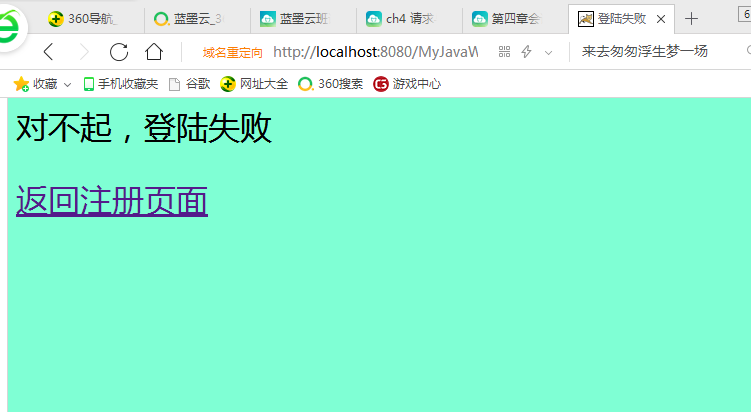 360导航_ 蓝墨云_3 蓝墨云班 ch4 请求 第四章会 登陆失败 6
域名重定向 http://localhost:8080/MyJavaW 来去匆匆浮生梦一场
收藏 手机收藏夹 谷歌 网址大全 360搜索 游戏中心
对不起，登陆失败
返回注册页面